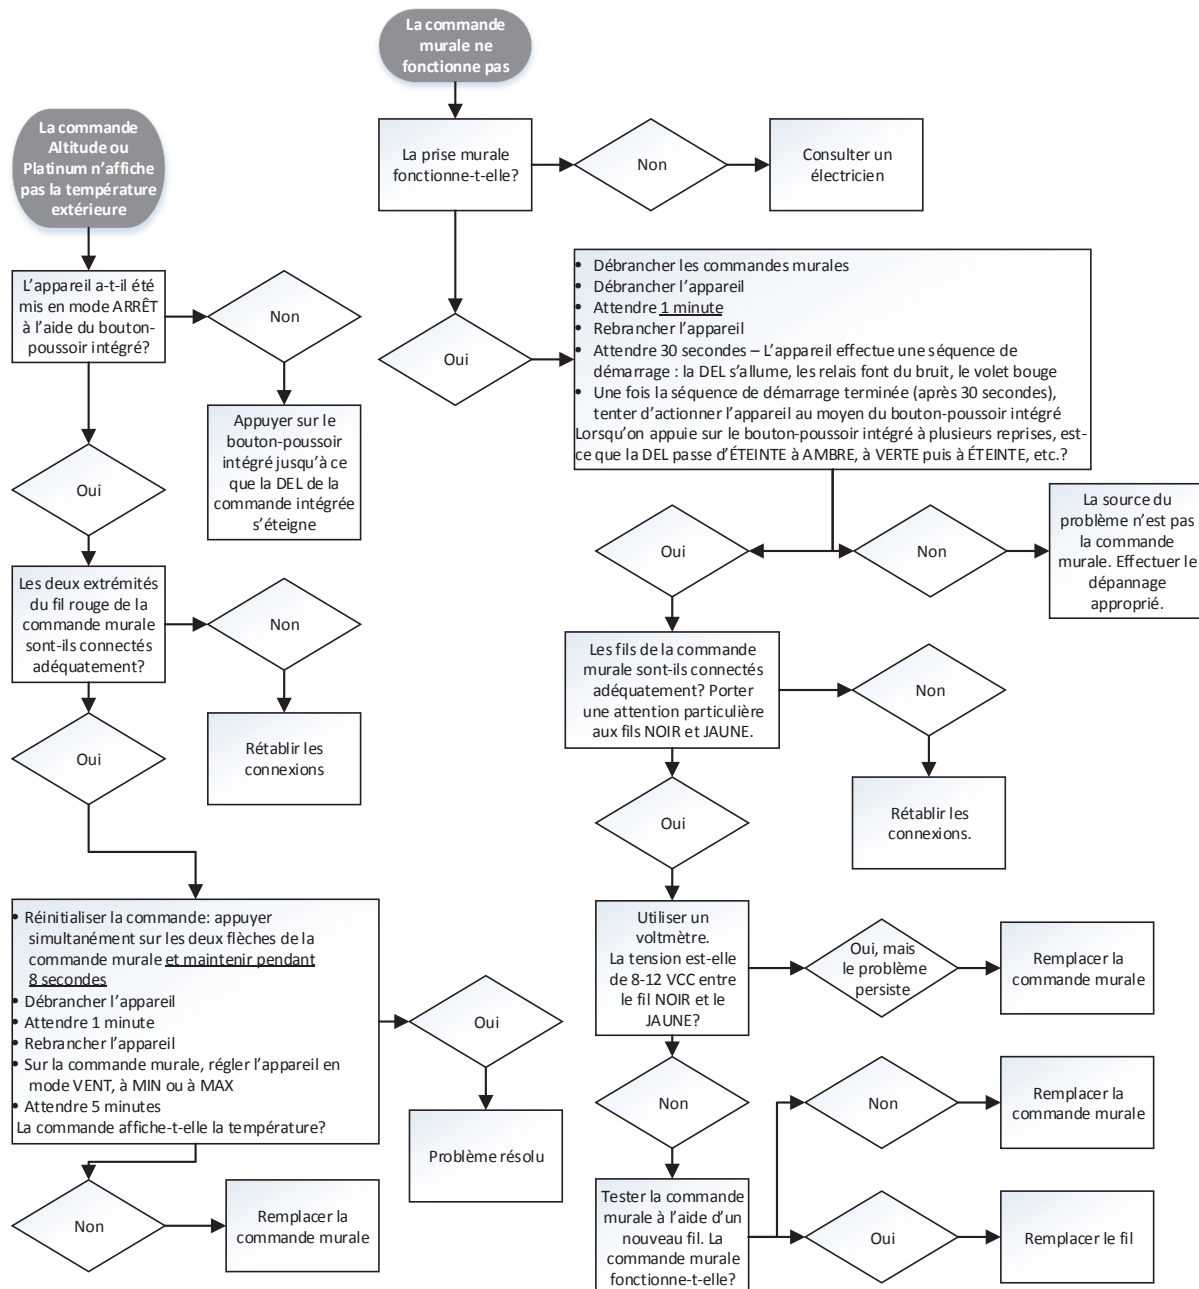 La commande
murale ne
fonctionne pas
La prise murale
fonctionne-t-elle?
Non
Consulter un
électricien
Oui
• Débrancher les commandes murales
• Débrancher l’appareil
• Attendre 1 minute
• Rebrancher l’appareil
• Attendre 30 secondes – L’appareil effectue une séquence de
démarrage : la DEL s’allume, les relais font du bruit, le volet bouge
• Une fois la séquence de démarrage terminée (après 30 secondes),
tenter d’actionner l’appareil au moyen du bouton-poussoir intégré
Lorsqu’on appuie sur le bouton-poussoir intégré à plusieurs reprises, est-
ce que la DEL passe d’ÉTEINTE à AMBRE, à VERTE puis à ÉTEINTE, etc.?
Oui
Non
La source du
problème n’est pas
la commande
murale. Effectuer le
dépannage
approprié.
Les fils de la commande
murale sont-ils connectés
adéquatement? Porter
une attention particulière
aux fils NOIR et JAUNE.
Non
Rétablir les
connexions.
Oui
Utiliser un
voltmètre.
La tension est-elle
de 8-12 VCC entre
le fil NOIR et le
JAUNE?
Oui, mais
le problème
persiste
Remplacer la
commande murale
Non
Tester la commande
murale à l’aide d’un
nouveau fil. La
commande murale
fonctionne-t-elle?
Non
Remplacer la
commande murale
Oui
Remplacer le fil
La commande
Altitude ou
Platinum n’affiche
pas la température
extérieure
L’appareil a-t-il été
mis en mode ARRÊT
à l’aide du bouton-
poussoir intégré?
Non
Appuyer sur le
bouton-poussoir
intégré jusqu’à ce
que la DEL de la
commande intégrée
s’éteigne
Oui
Les deux extrémités
du fil rouge de la
commande murale
sont-ils connectés
adéquatement?
Non
Rétablir les
connexions
Oui
• Réinitialiser la commande: appuyer
simultanément sur les deux flèches de la
commande murale et maintenir pendant
8 secondes
• Débrancher l’appareil
• Attendre 1 minute
• Rebrancher l’appareil
• Sur la commande murale, régler l’appareil en
mode VENT, à MIN ou à MAX
• Attendre 5 minutes
La commande affiche-t-elle la température?
Oui
Problème résolu
Non
Remplacer la
commande murale